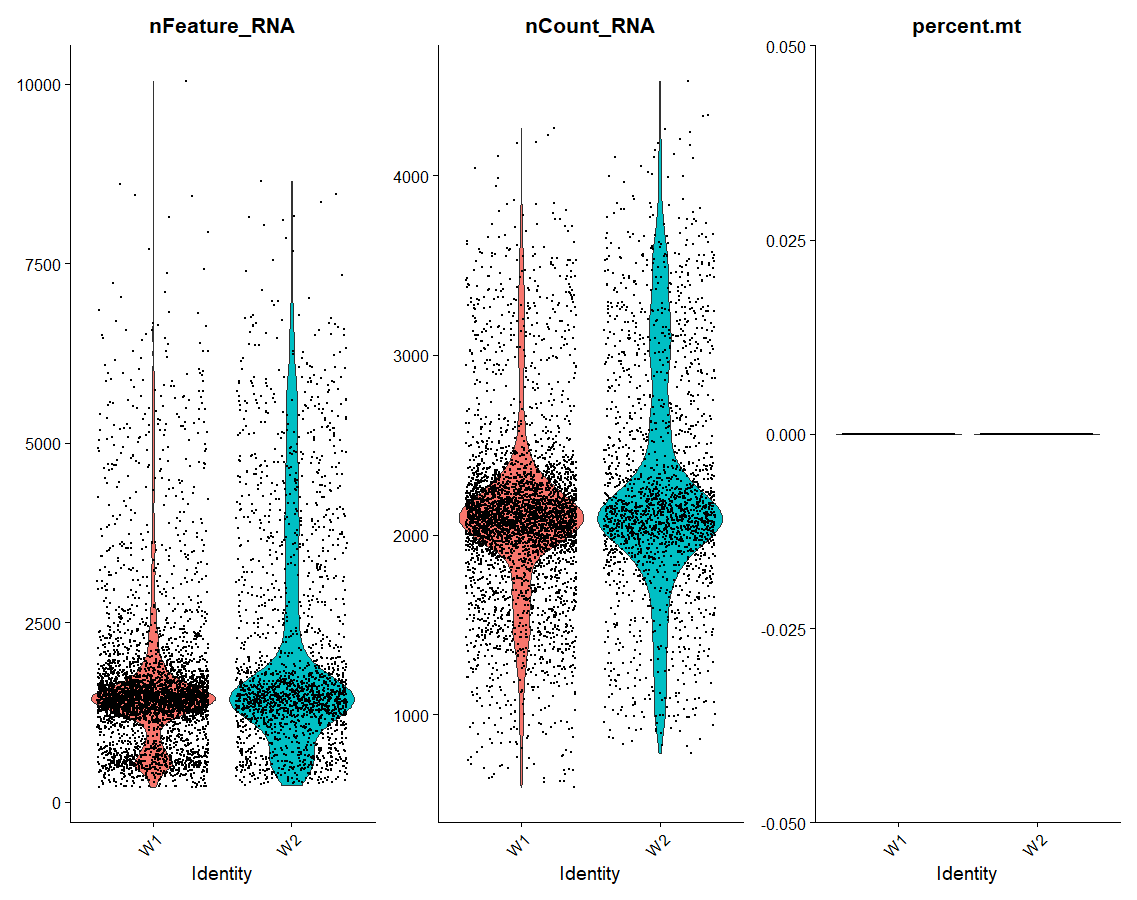 nFeature_RNA
10000
7500
5000
2500
0
W1
W2
Identity
nCount_RNA
4000
3000
2000
1000
W1
W2
Identity
percent.mt
0.050
0.025
0.000
-0.025
-0.050
W1
W2
Identity